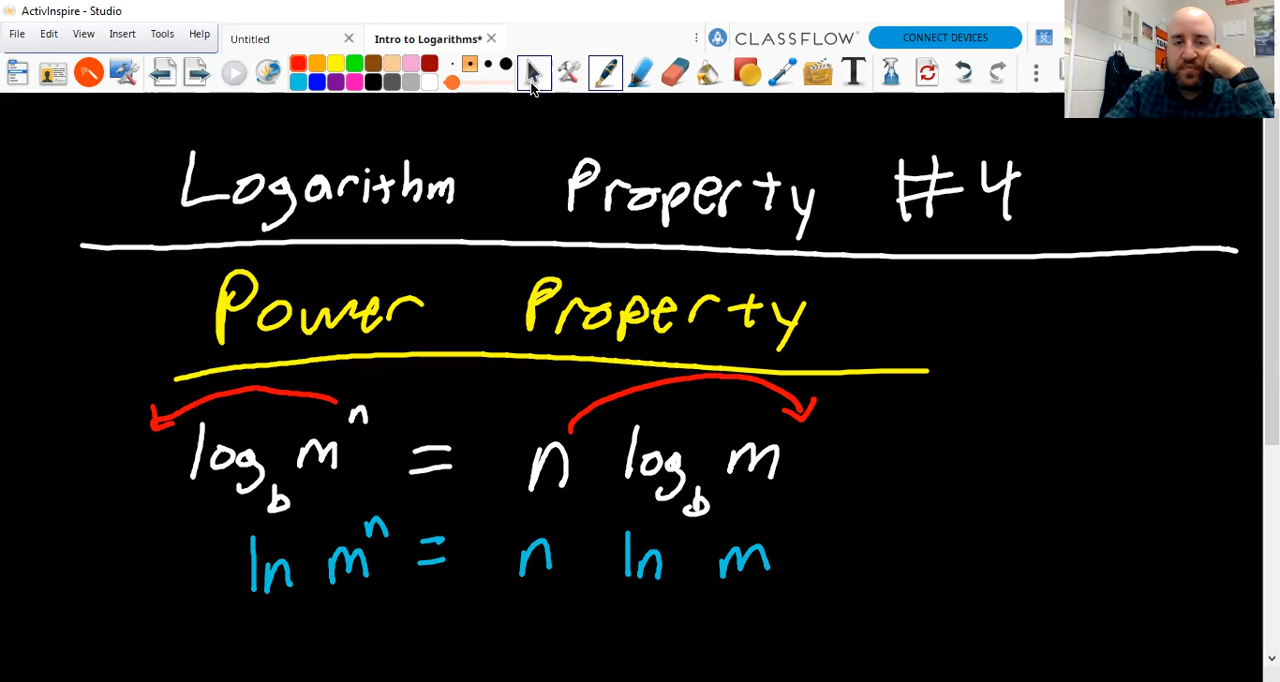 ActivInspire - Studio
File Edit View Insert Tools Help
Untitled
Intro to Logarithms*
CLASSFLOW
CONNECT DEVICES
Logarithm Property #4
Power Property
log_b m^n = n log_b m
ln m^n = n ln m